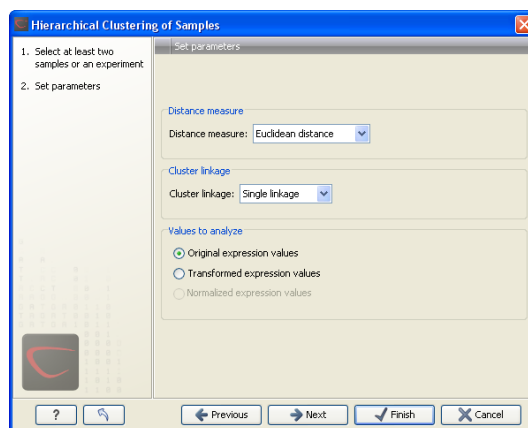 Hierarchical Clustering of Samples
1. Select at least two
samples or an experiment
2. Set parameters
Set parameters
Distance measure
Distance measure: Euclidean distance
Cluster linkage
Cluster linkage: Single linkage
Values to analyze
Original expression values
Transformed expression values
Normalized expression values
? Previous Next Finish Cancel